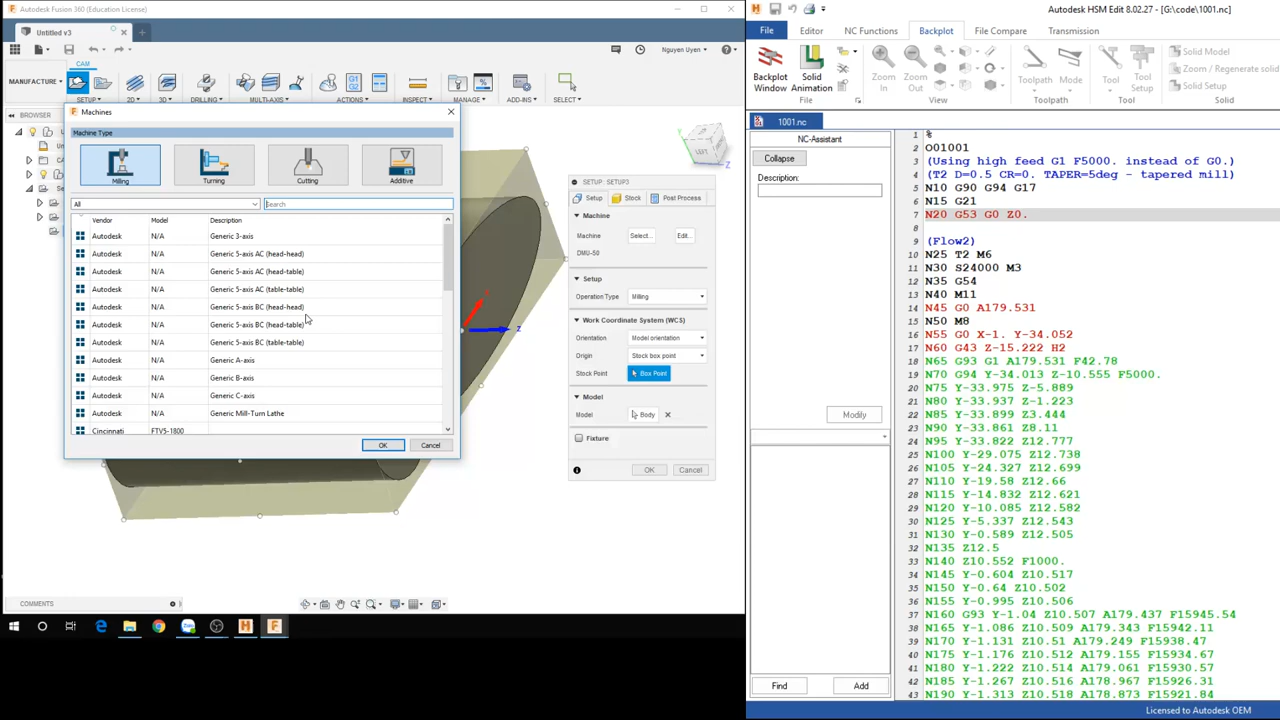 Autodesk Fusion 360 (Education License)
Untitled v3
Nguyen Uyen
CAM
MANUFACTURE
SETUP
2D
3D
DRILLING
MULTI-AXIS
ACTIONS
INSPECT
MANAGE
ADD-INS
SELECT
G1
G2
BROWSER
Machines
Machine Type
Milling
Turning
Cutting
Additive
All
Search
Vendor Model Description
Autodesk N/A Generic 3-axis
Autodesk N/A Generic 5-axis AC (head-head)
Autodesk N/A Generic 5-axis AC (head-table)
Autodesk N/A Generic 5-axis AC (table-table)
Autodesk N/A Generic 5-axis BC (head-head)
Autodesk N/A Generic 5-axis BC (head-table)
Autodesk N/A Generic 5-axis BC (table-table)
Autodesk N/A Generic A-axis
Autodesk N/A Generic B-axis
Autodesk N/A Generic C-axis
Autodesk N/A Generic Mill-Turn Lathe
Cincinnati FTV5-1800
OK Cancel
Z
SETUP: SETUP3
Setup Stock Post Process
Machine
Machine Select... Edit...
DMU-50
Setup
Operation Type Milling
Work Coordinate System (WCS)
Orientation Model orientation
Origin Stock box point
Stock Point Box Point
Model
Model Body
Fixture
OK Cancel
COMMENTS
Autodesk HSM Edit 8.02.27 - [G:\code\1001.nc]
File Editor NC Functions Backplot File Compare Transmission
Backplot Window
Solid Animation
Zoom In
Zoom Out
Toolpath
Mode
Tool
Tool Setup
Solid Model
Zoom / Regenerate solid
Solid Setup
File View Toolpath Tool Solid
1001.nc
NC-Assistant
Collapse
Description:
Modify
Find Add
1 %
2 O01001
3 (Using high feed G1 F5000. instead of G0.)
4 (T2 D=0.5 CR=0. TAPER=5deg - tapered mill)
5 N10 G90 G94 G17
6 N15 G21
7 N20 G53 G0 Z0.
8
9 (Flow2)
10 N25 T2 M6
11 N30 S24000 M3
12 N35 G54
13 N40 M11
14 N45 G0 A179.531
15 N50 M8
16 N55 G0 X-1. Y-34.052
17 N60 G43 Z-15.222 H2
18 N65 G93 G1 A179.531 F42.78
19 N70 G94 Y-34.013 Z-10.555 F5000.
20 N75 Y-33.975 Z-5.889
21 N80 Y-33.937 Z-1.223
22 N85 Y-33.899 Z3.444
23 N90 Y-33.861 Z8.11
24 N95 Y-33.822 Z12.777
25 N100 Y-29.075 Z12.738
26 N105 Y-24.327 Z12.699
27 N110 Y-19.58 Z12.66
28 N115 Y-14.832 Z12.621
29 N120 Y-10.085 Z12.582
30 N125 Y-5.337 Z12.543
31 N130 Y-0.589 Z12.505
32 N135 Z12.5
33 N140 Z10.552 F1000.
34 N145 Y-0.604 Z10.517
35 N150 Y-0.64 Z10.502
36 N155 Y-0.995 Z10.506
37 N160 G93 Y-1.04 Z10.507 A179.437 F15945.54
38 N165 Y-1.086 Z10.509 A179.343 F15942.11
39 N170 Y-1.131 Z10.51 A179.249 F15938.47
40 N175 Y-1.176 Z10.512 A179.155 F15934.67
41 N180 Y-1.222 Z10.514 A179.061 F15930.57
42 N185 Y-1.267 Z10.516 A178.967 F15926.31
43 N190 Y-1.313 Z10.518 A178.873 F15921.84
Licensed to Autodesk OEM